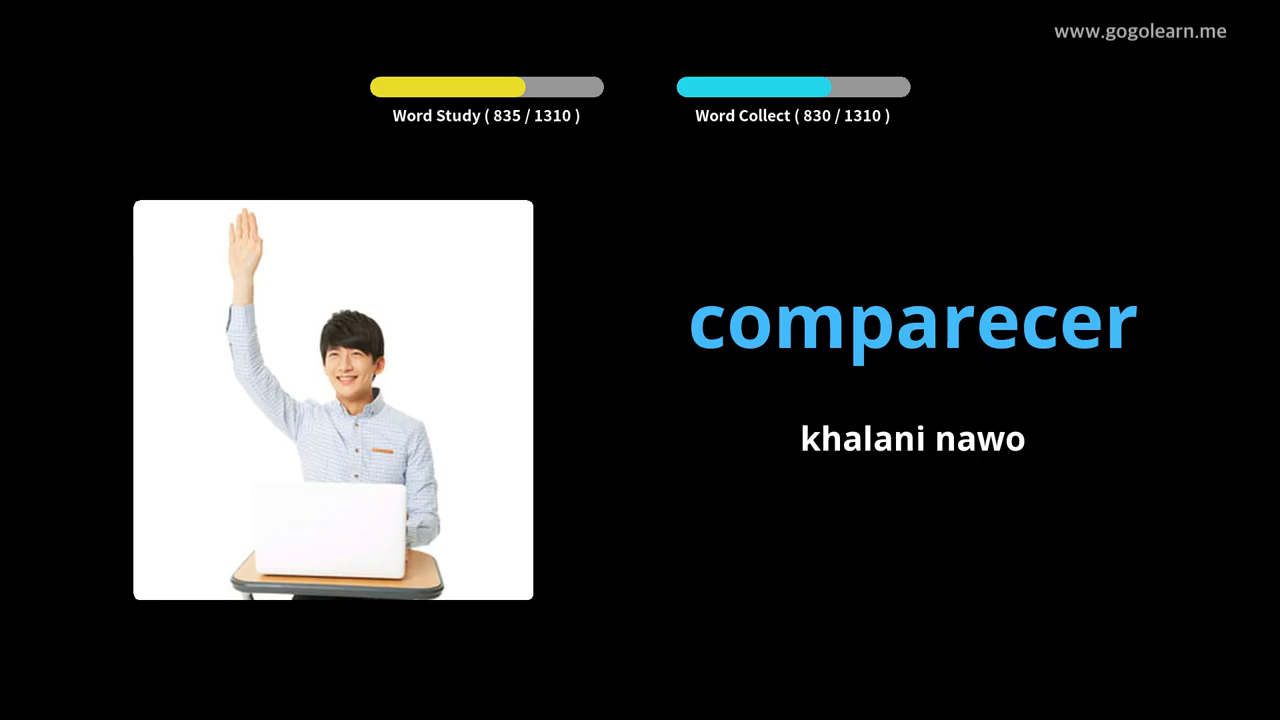 www.gogolearn.me
Word Study ( 835 / 1310 )
Word Collect ( 830 / 1310 )
comparecer
khalani nawo